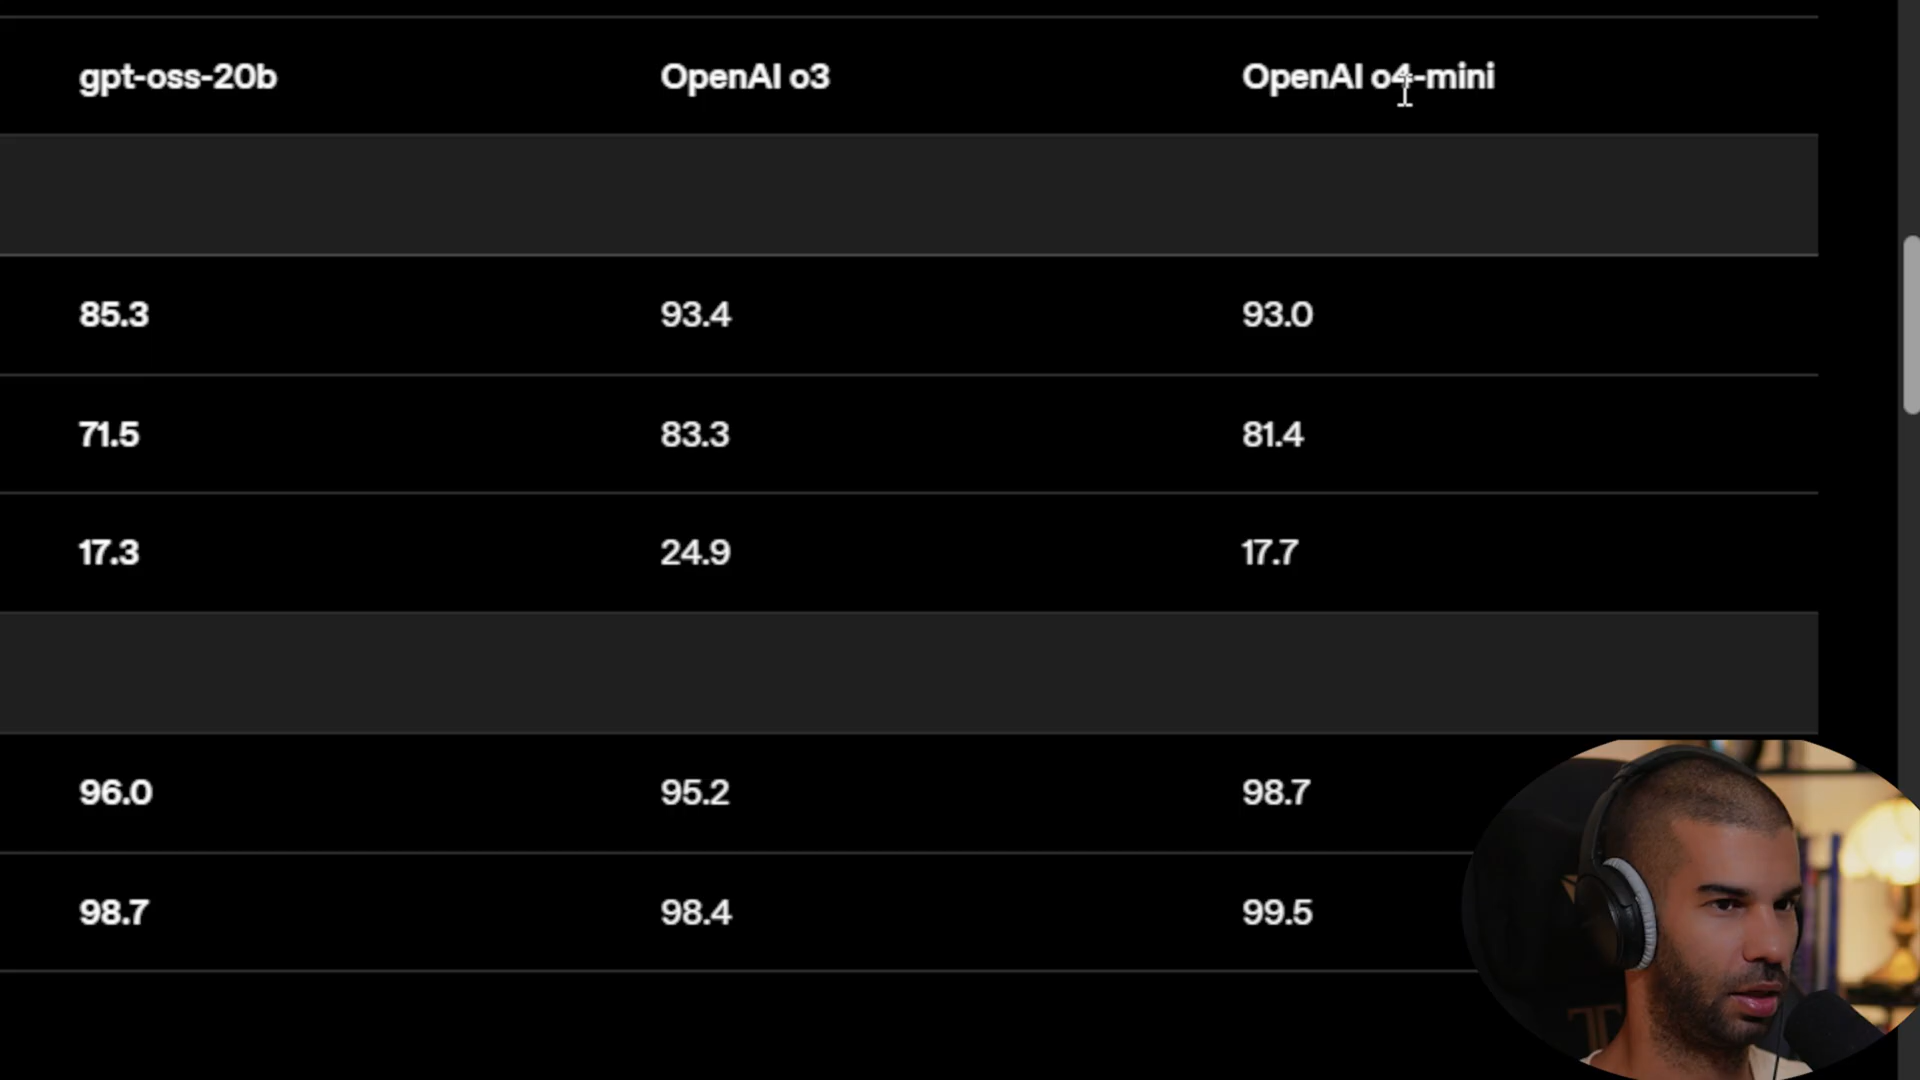 gpt-oss-20b OpenAI o3 OpenAI o4-mini
85.3 93.4 93.0
71.5 83.3 81.4
17.3 24.9 17.7
96.0 95.2 98.7
98.7 98.4 99.5